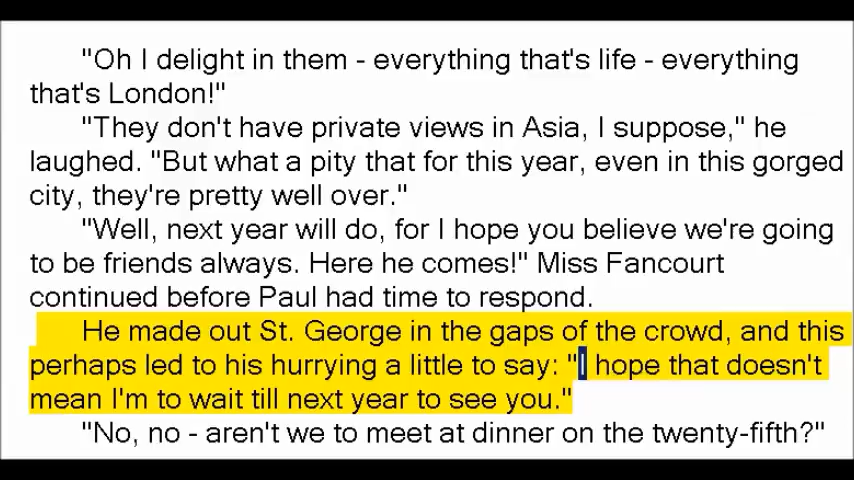 "Oh I delight in them - everything that's life - everything
that's London!"
"They don't have private views in Asia, I suppose," he
laughed. "But what a pity that for this year, even in this gorged
city, they're pretty well over."
"Well, next year will do, for I hope you believe we're going
to be friends always. Here he comes!" Miss Fancourt
continued before Paul had time to respond.
He made out St. George in the gaps of the crowd, and this
perhaps led to his hurrying a little to say: "I hope that doesn't
mean I'm to wait till next year to see you."
"No, no - aren't we to meet at dinner on the twenty-fifth?"